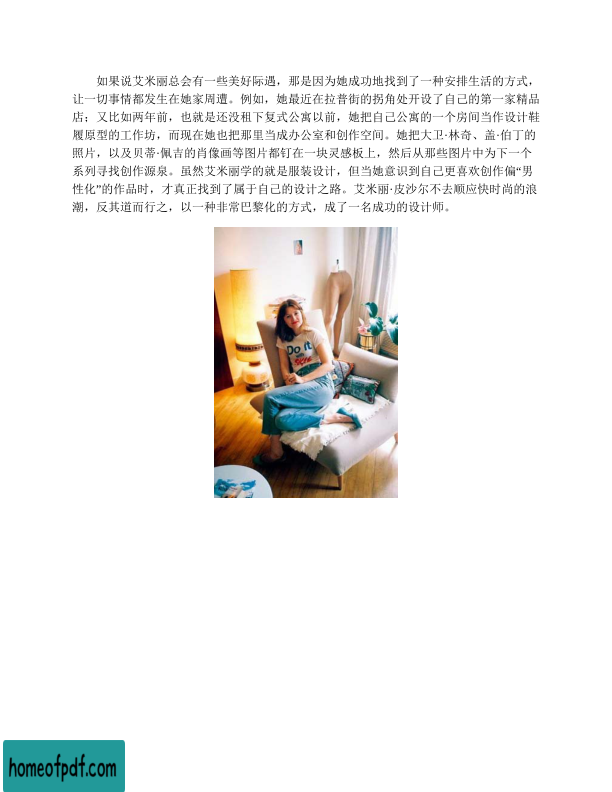 如果说艾米丽总会有一些美好际遇，那是因为她成功地找到了一种安排生活的方式，
让一切事情都发生在她家周遭。例如，她最近在拉普街的拐角处开设了自己的第一家精品
店；又比如两年前，也就是还没租下复式公寓以前，她把自己公寓的一个房间当作设计鞋
履原型的工作坊，而现在她也把那里当成办公室和创作空间。她把大卫·林奇、盖·伯丁的
照片，以及贝蒂·佩吉的肖像画等图片都钉在一块灵感板上，然后从那些图片中为下一个
系列寻找创作源泉。虽然艾米丽学的就是服装设计，但当她意识到自己更喜欢创作偏“男
性化”的作品时，才真正找到了属于自己的设计之路。艾米丽·皮沙尔不去顺应快时尚的浪
潮，反其道而行之，以一种非常巴黎化的方式，成了一名成功的设计师。
Do it
homeofpdf.com